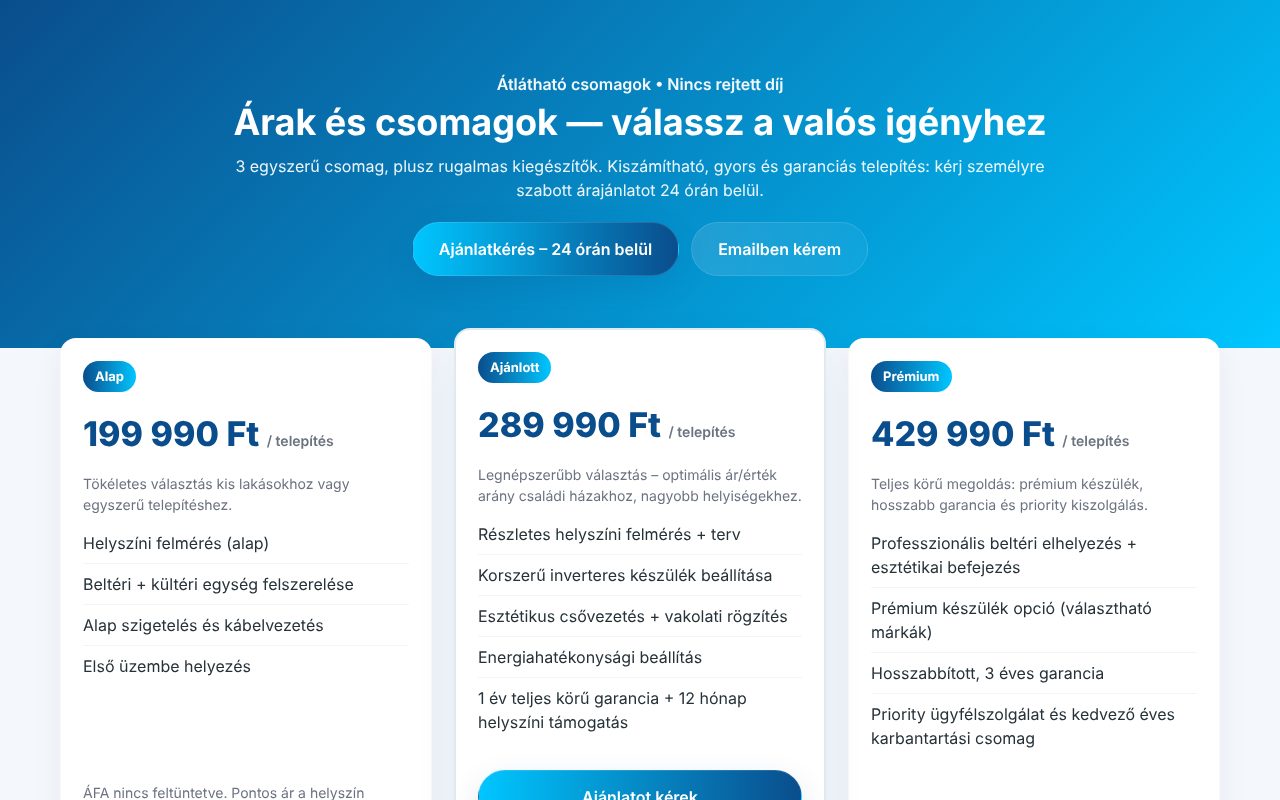 Átlátható csomagok • Nincs rejtett díj
Árak és csomagok — válassz a valós igényhez
3 egyszerű csomag, plusz rugalmas kiegészítők. Kiszámítható, gyors és garanciás telepítés: kérj személyre
szabott árajánlatot 24 órán belül.
Ajánlatkérés – 24 órán belül
Emailben kérem
Alap
199 990 Ft / telepítés
Tökéletes választás kis lakásokhoz vagy
egyszerű telepítéshez.
Helyszíni felmérés (alap)
Beltéri + kültéri egység felszerelése
Alap szigetelés és kábelvezetés
Első üzembe helyezés
ÁFA nincs feltüntetve. Pontos ár a helyszín
Ajánlott
289 990 Ft / telepítés
Legnépszerűbb választás – optimális ár/érték
arány családi házakhoz, nagyobb helyiségekhez.
Részletes helyszíni felmérés + terv
Korszerű inverteres készülék beállítása
Esztétikus csővezetés + vakolati rögzítés
Energiahatékonysági beállítás
1 év teljes körű garancia + 12 hónap
helyszíni támogatás
Ajánlatot kérek
Prémium
429 990 Ft / telepítés
Teljes körű megoldás: prémium készülék,
hosszabb garancia és priority kiszolgálás.
Professzionális beltéri elhelyezés +
esztétikai befejezés
Prémium készülék opció (választható
márkák)
Hosszabbított, 3 éves garancia
Priority ügyfélszolgálat és kedvező éves
karbantartási csomag